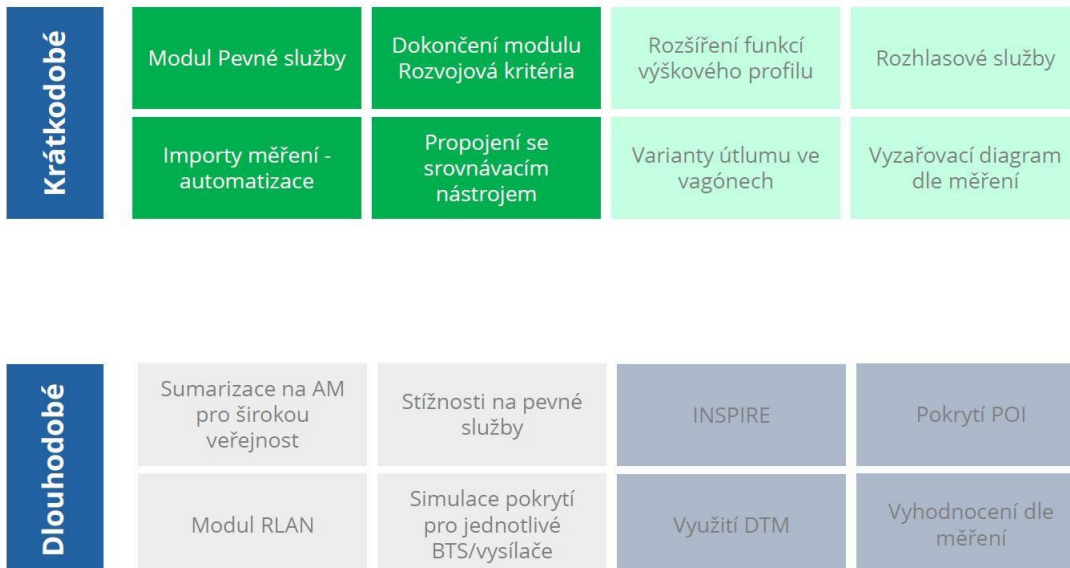 Krátkodobé
Modul Pevné služby
Dokončení modulu
Rozvojová kritéria
Rozšíření funkcí
výškového profilu
Rozhlasové služby
Importy měření -
automatizace
Propojení se
srovnávacím
nástrojem
Varianty útlumu ve
vagónech
Vyzařovací diagram
dle měření
Dlouhodobé
Sumarizace na AM
pro širokou
veřejnost
Stížnosti na pevné
služby
INSPIRE
Pokrytí POI
Modul RLAN
Simulace pokrytí
pro jednotlivé
BTS/vysílače
Využití DTM
Vyhodnocení dle
měření